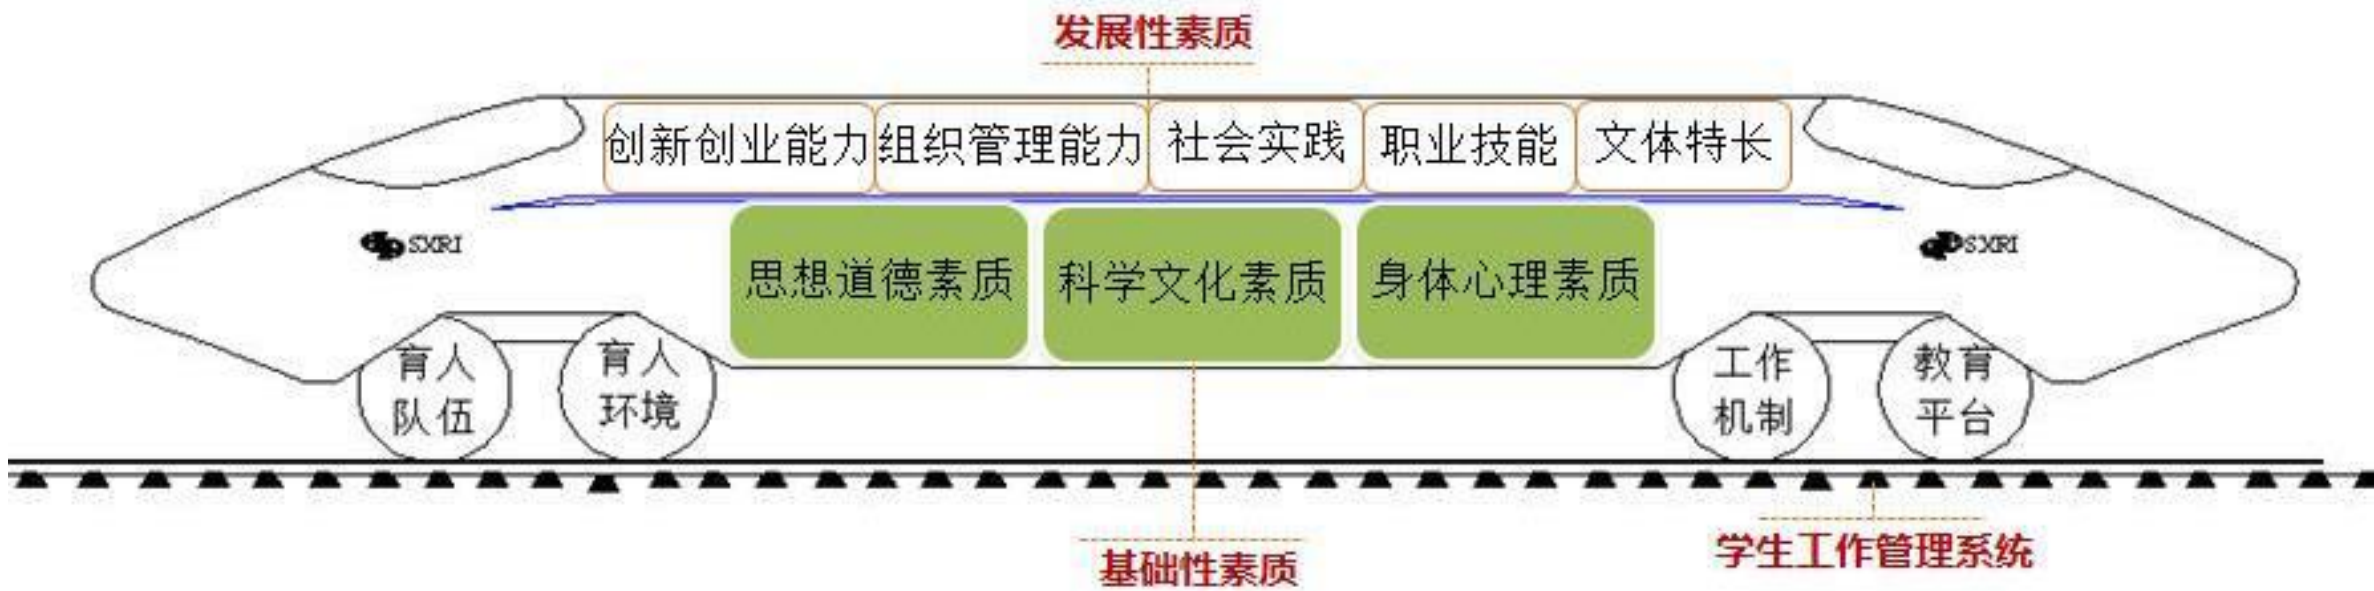 发展性素质
创新创业能力 组织管理能力 社会实践 职业技能 文体特长
SXRI SXRI
思想道德素质 科学文化素质 身体心理素质
育人
队伍
育人
环境
工作
机制
教育
平台
基础性素质
学生工作管理系统